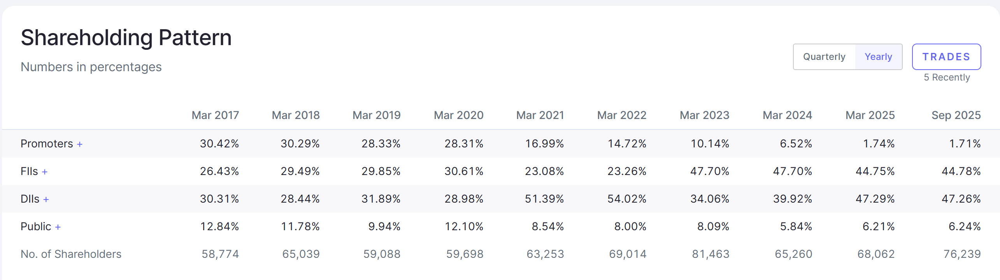 Shareholding Pattern
Numbers in percentages
Quarterly Yearly TRADES
5 Recently
Mar 2017 Mar 2018 Mar 2019 Mar 2020 Mar 2021 Mar 2022 Mar 2023 Mar 2024 Mar 2025 Sep 2025
Promoters + 30.42% 30.29% 28.33% 28.31% 16.99% 14.72% 10.14% 6.52% 1.74% 1.71%
FIIs + 26.43% 29.49% 29.85% 30.61% 23.08% 23.26% 47.70% 47.70% 44.75% 44.78%
DIIs + 30.31% 28.44% 31.89% 28.98% 51.39% 54.02% 34.06% 39.92% 47.29% 47.26%
Public + 12.84% 11.78% 9.94% 12.10% 8.54% 8.00% 8.09% 5.84% 6.21% 6.24%
No. of Shareholders 58,774 65,039 59,088 59,698 63,253 69,014 81,463 65,260 68,062 76,239